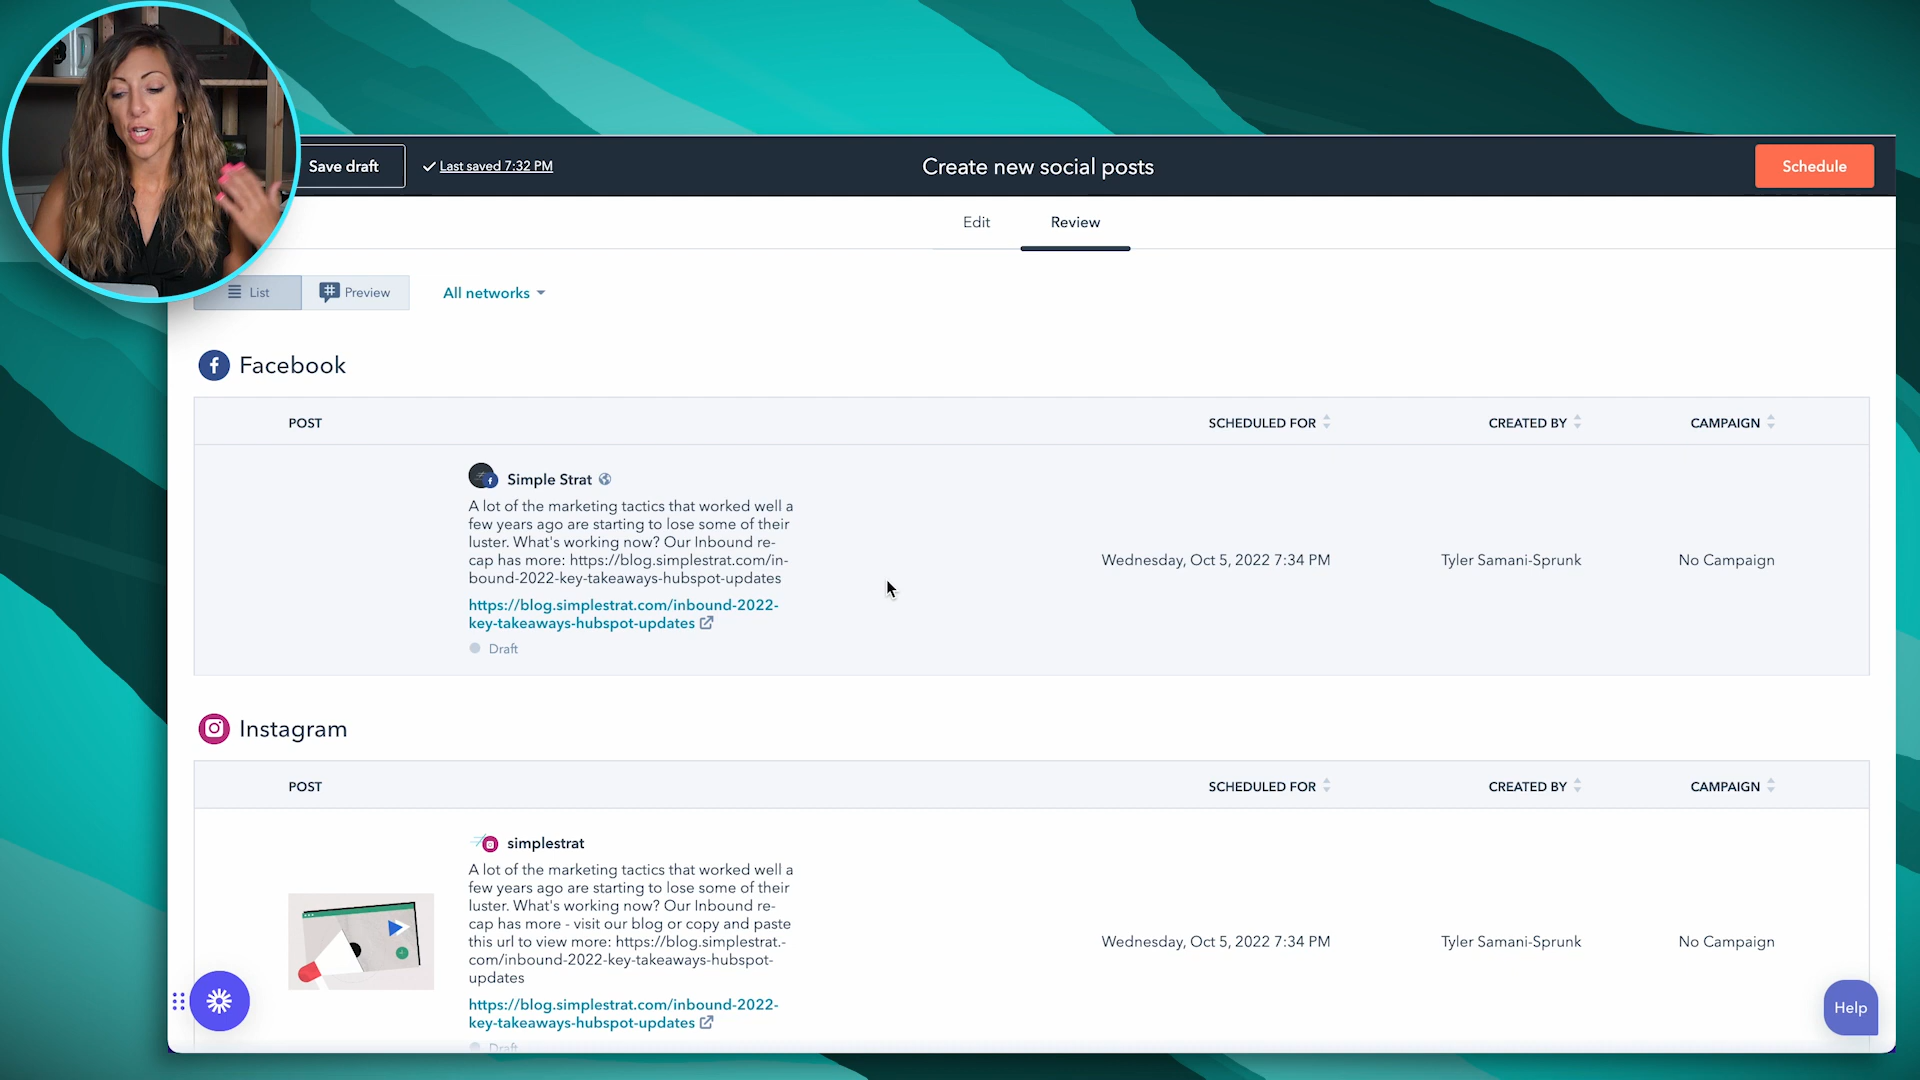 Save draft
Last saved 7:32 PM
Create new social posts
Schedule
Edit
Review
List
Preview
All networks
Facebook
POST
SCHEDULED FOR
CREATED BY
CAMPAIGN
Simple Strat
A lot of the marketing tactics that worked well a
few years ago are starting to lose some of their
luster. What's working now? Our Inbound re-
cap has more: https://blog.simplestrat.com/in-
bound-2022-key-takeaways-hubspot-updates
https://blog.simplestrat.com/inbound-2022-
key-takeaways-hubspot-updates
Draft
Wednesday, Oct 5, 2022 7:34 PM
Tyler Samani-Sprunk
No Campaign
Instagram
POST
SCHEDULED FOR
CREATED BY
CAMPAIGN
simplestrat
A lot of the marketing tactics that worked well a
few years ago are starting to lose some of their
luster. What's working now? Our Inbound re-
cap has more - visit our blog or copy and paste
this url to view more: https://blog.simplestrat.-
com/inbound-2022-key-takeaways-hubspot-
updates
https://blog.simplestrat.com/inbound-2022-
key-takeaways-hubspot-updates
Draft
Wednesday, Oct 5, 2022 7:34 PM
Tyler Samani-Sprunk
No Campaign
Help